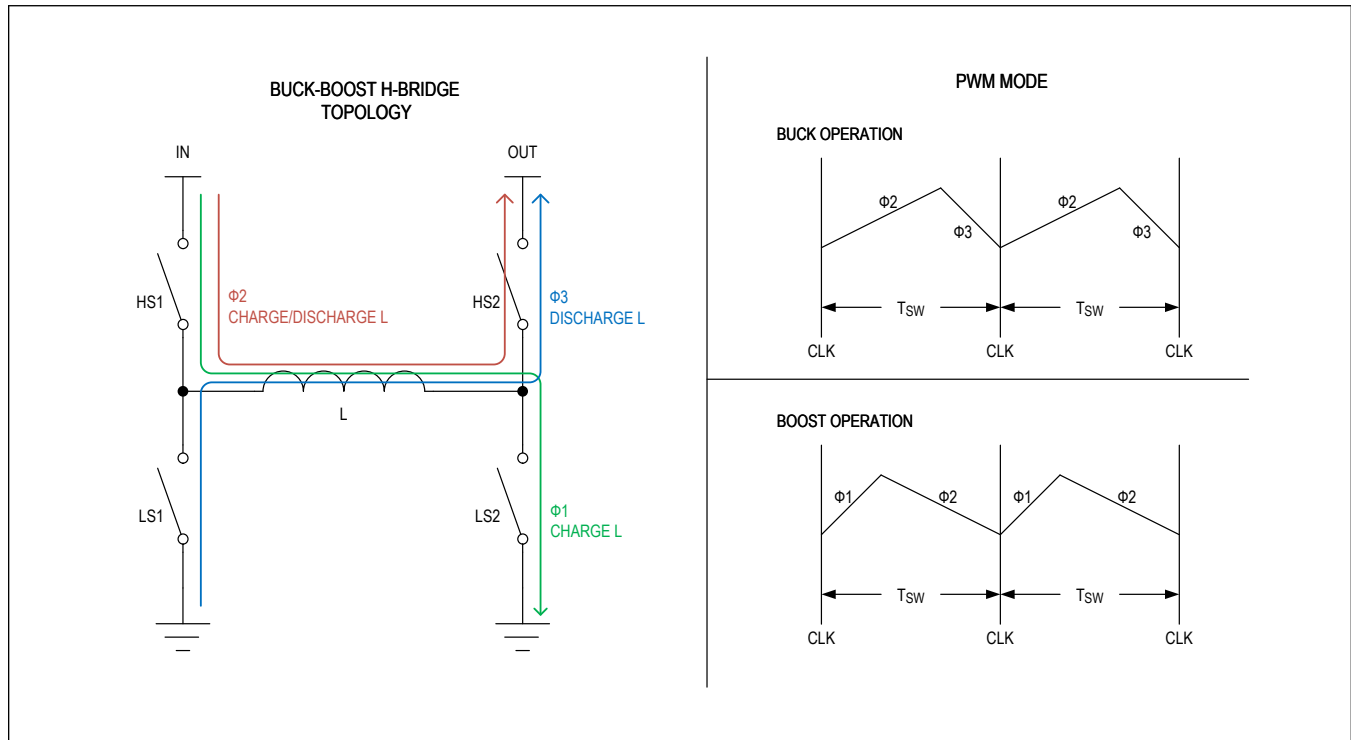 BUCK-BOOST H-BRIDGE
TOPOLOGY
IN
OUT
HS1
HS2
Φ2
CHARGE/DISCHARGE L
Φ3
DISCHARGE L
L
LS1
LS2
Φ1
CHARGE L
PWM MODE
BUCK OPERATION
Φ2
Φ3
Φ2
Φ3
TSW
TSW
CLK
CLK
CLK
BOOST OPERATION
Φ1
Φ2
Φ1
Φ2
TSW
TSW
CLK
CLK
CLK